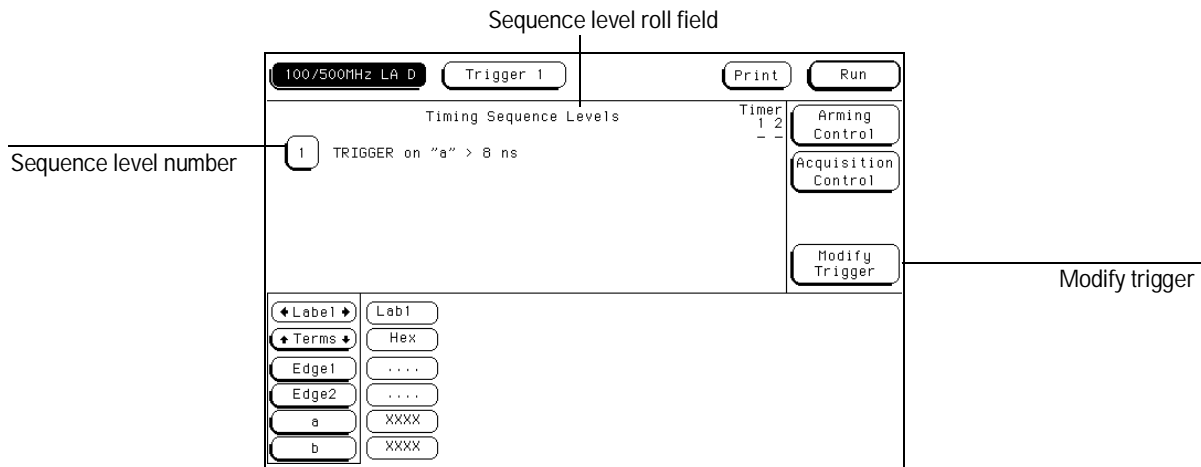 Sequence level roll field
100/500MHz LA D Trigger 1 Print Run
Timing Sequence Levels
Timer
1 2
– –
Arming
Control
Sequence level number
1 TRIGGER on "a" > 8 ns
Acquisition
Control
Modify
Trigger
Modify trigger
←Label→ Lab1
↑Terms↓ Hex
Edge1 ....
Edge2 ....
a XXXX
b XXXX